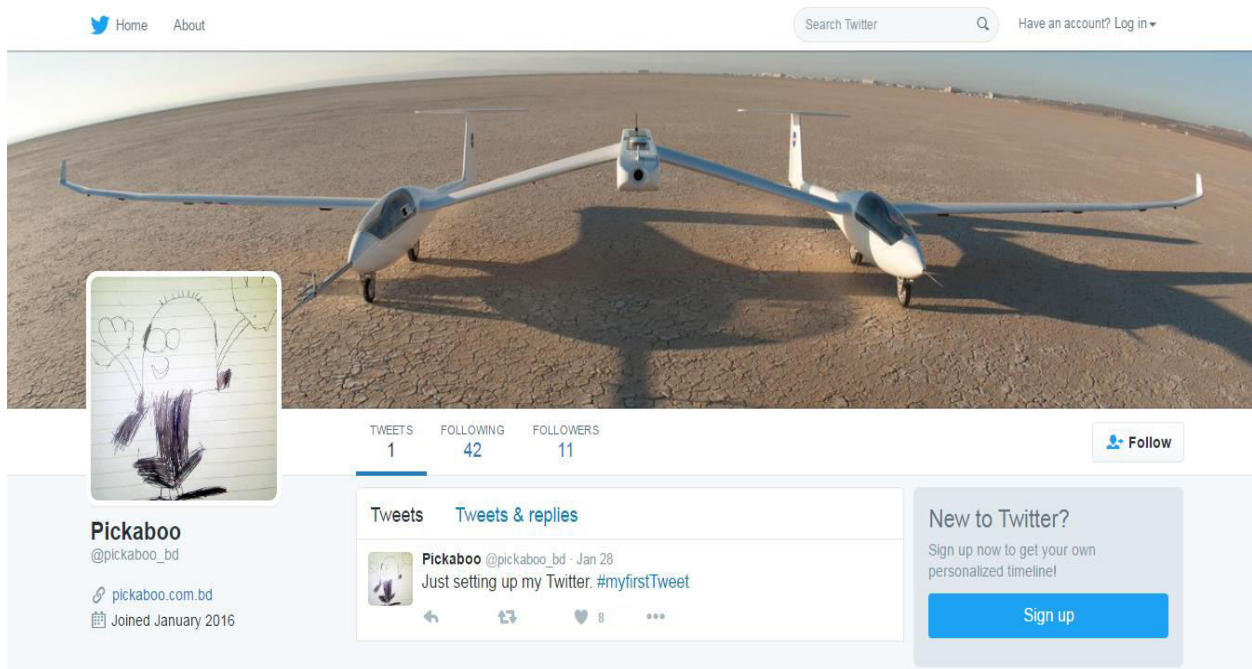 Home About Search Twitter Have an account? Log in
TWEETS FOLLOWING FOLLOWERS
1 42 11
Follow
Pickaboo
@pickaboo_bd
pickaboo.com.bd
Joined January 2016
Tweets Tweets & replies
Pickaboo @pickaboo_bd · Jan 28
Just setting up my Twitter. #myfirstTweet
8
New to Twitter?
Sign up now to get your own
personalized timeline!
Sign up